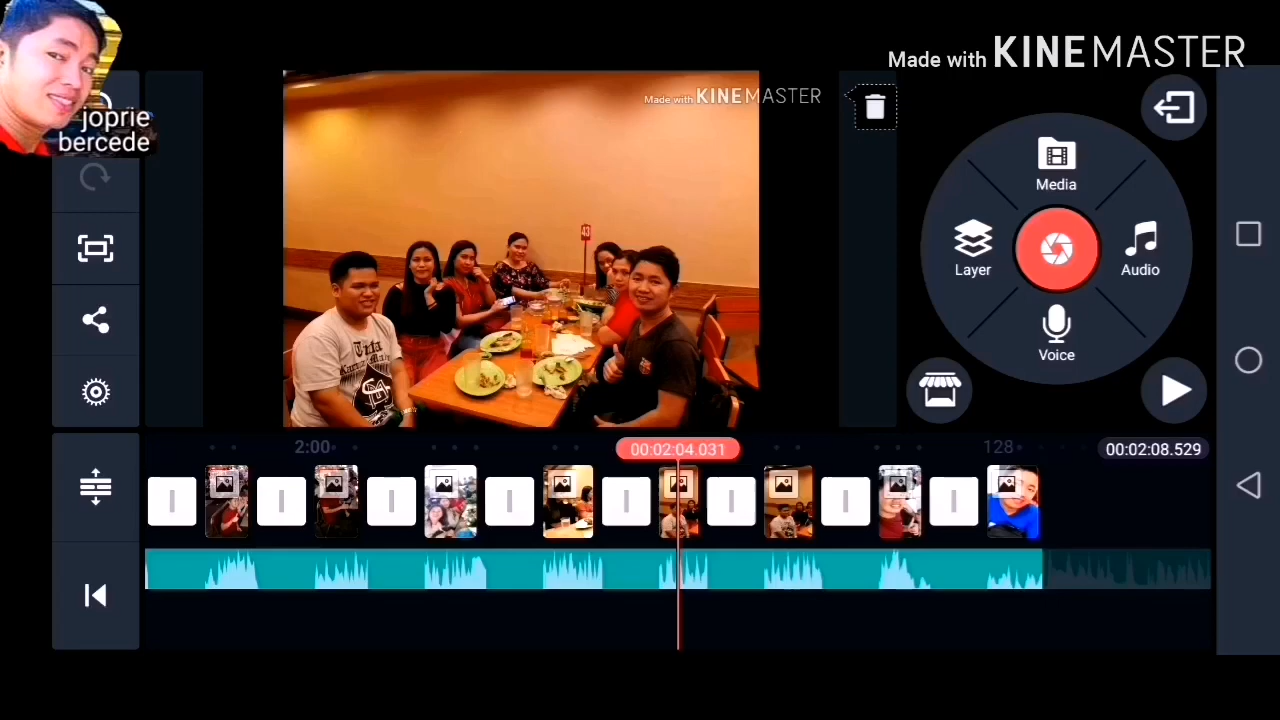 Made with KINEMASTER
joprie
bercede
Made with KINEMASTER
43
Media
Layer
Audio
Voice
2:00
00:02:04.031
128
00:02:08.529